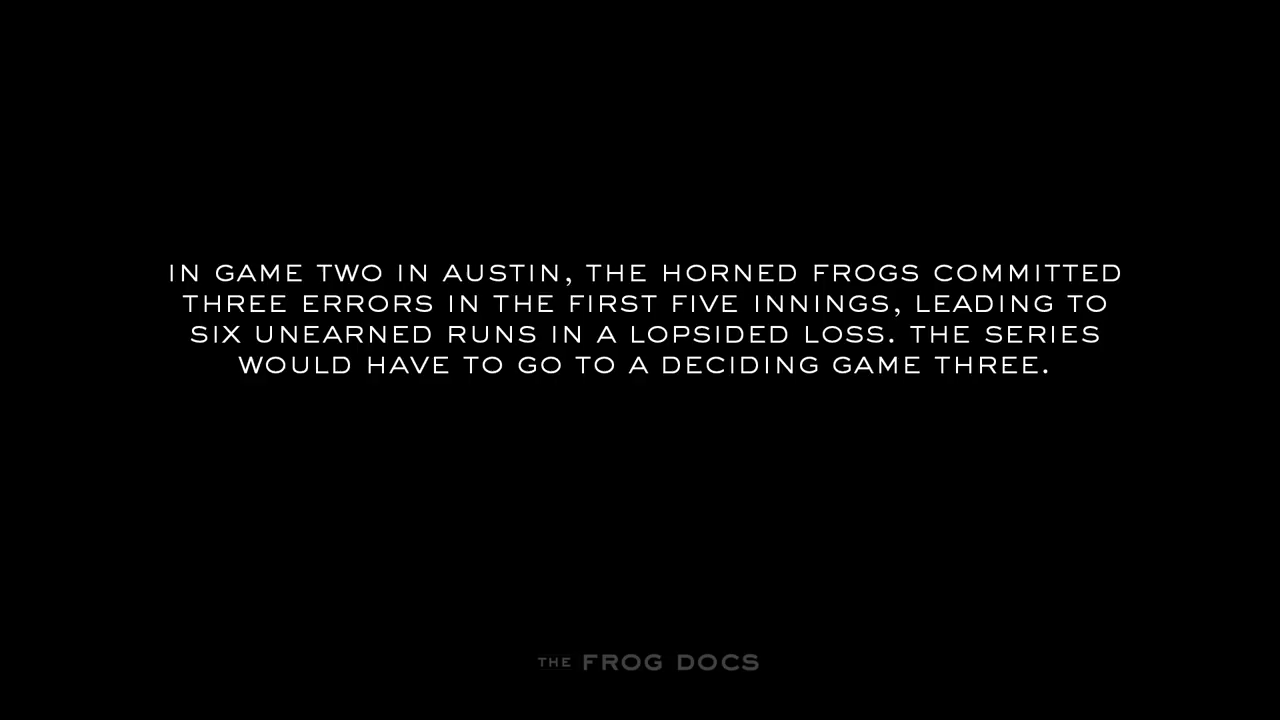 IN GAME TWO IN AUSTIN, THE HORNED FROGS COMMITTED
THREE ERRORS IN THE FIRST FIVE INNINGS, LEADING TO
SIX UNEARNED RUNS IN A LOPSIDED LOSS. THE SERIES
WOULD HAVE TO GO TO A DECIDING GAME THREE.
THE FROG DOCS